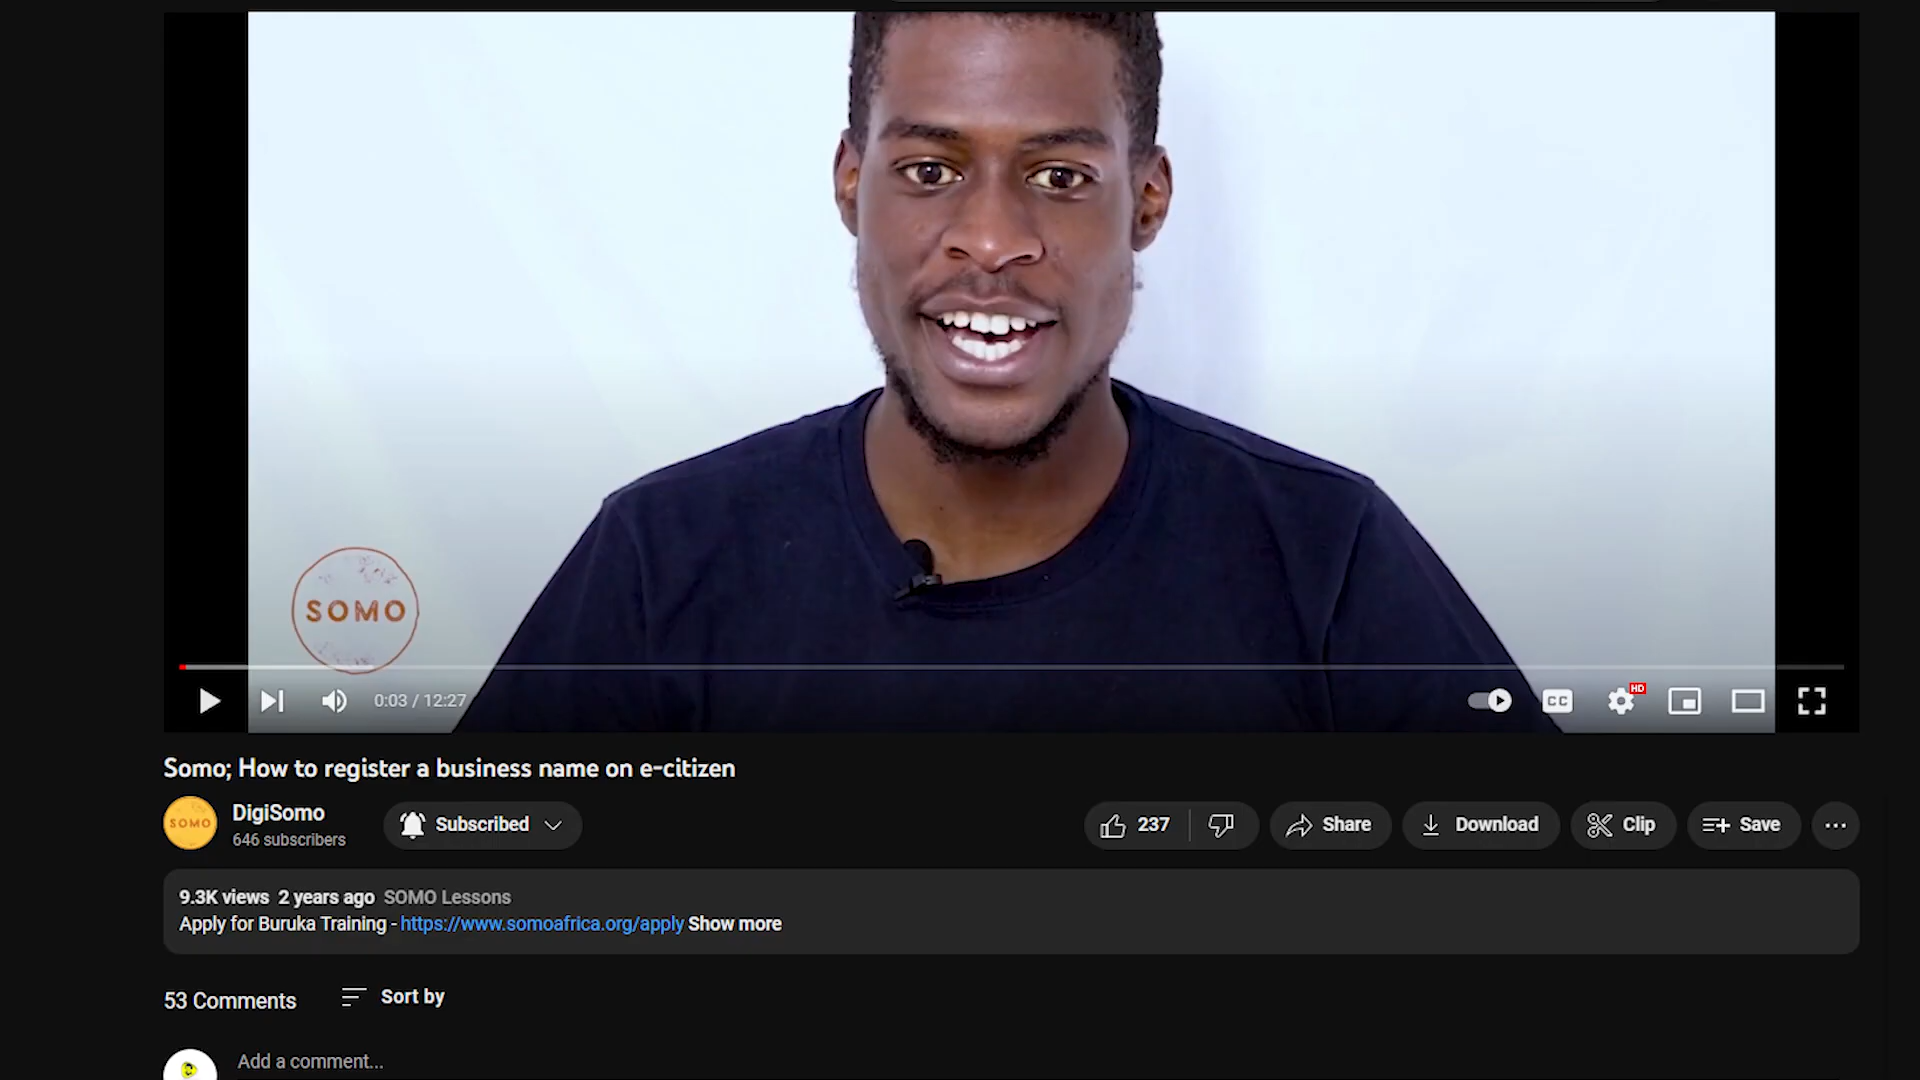 SOMO
0:03 / 12:27
CC
HD
Somo; How to register a business name on e-citizen
SOMO
DigiSomo
646 subscribers
Subscribed
237
Share
Download
Clip
Save
9.3K views 2 years ago SOMO Lessons
Apply for Buruka Training - https://www.somoafrica.org/apply Show more
53 Comments
Sort by
Add a comment...